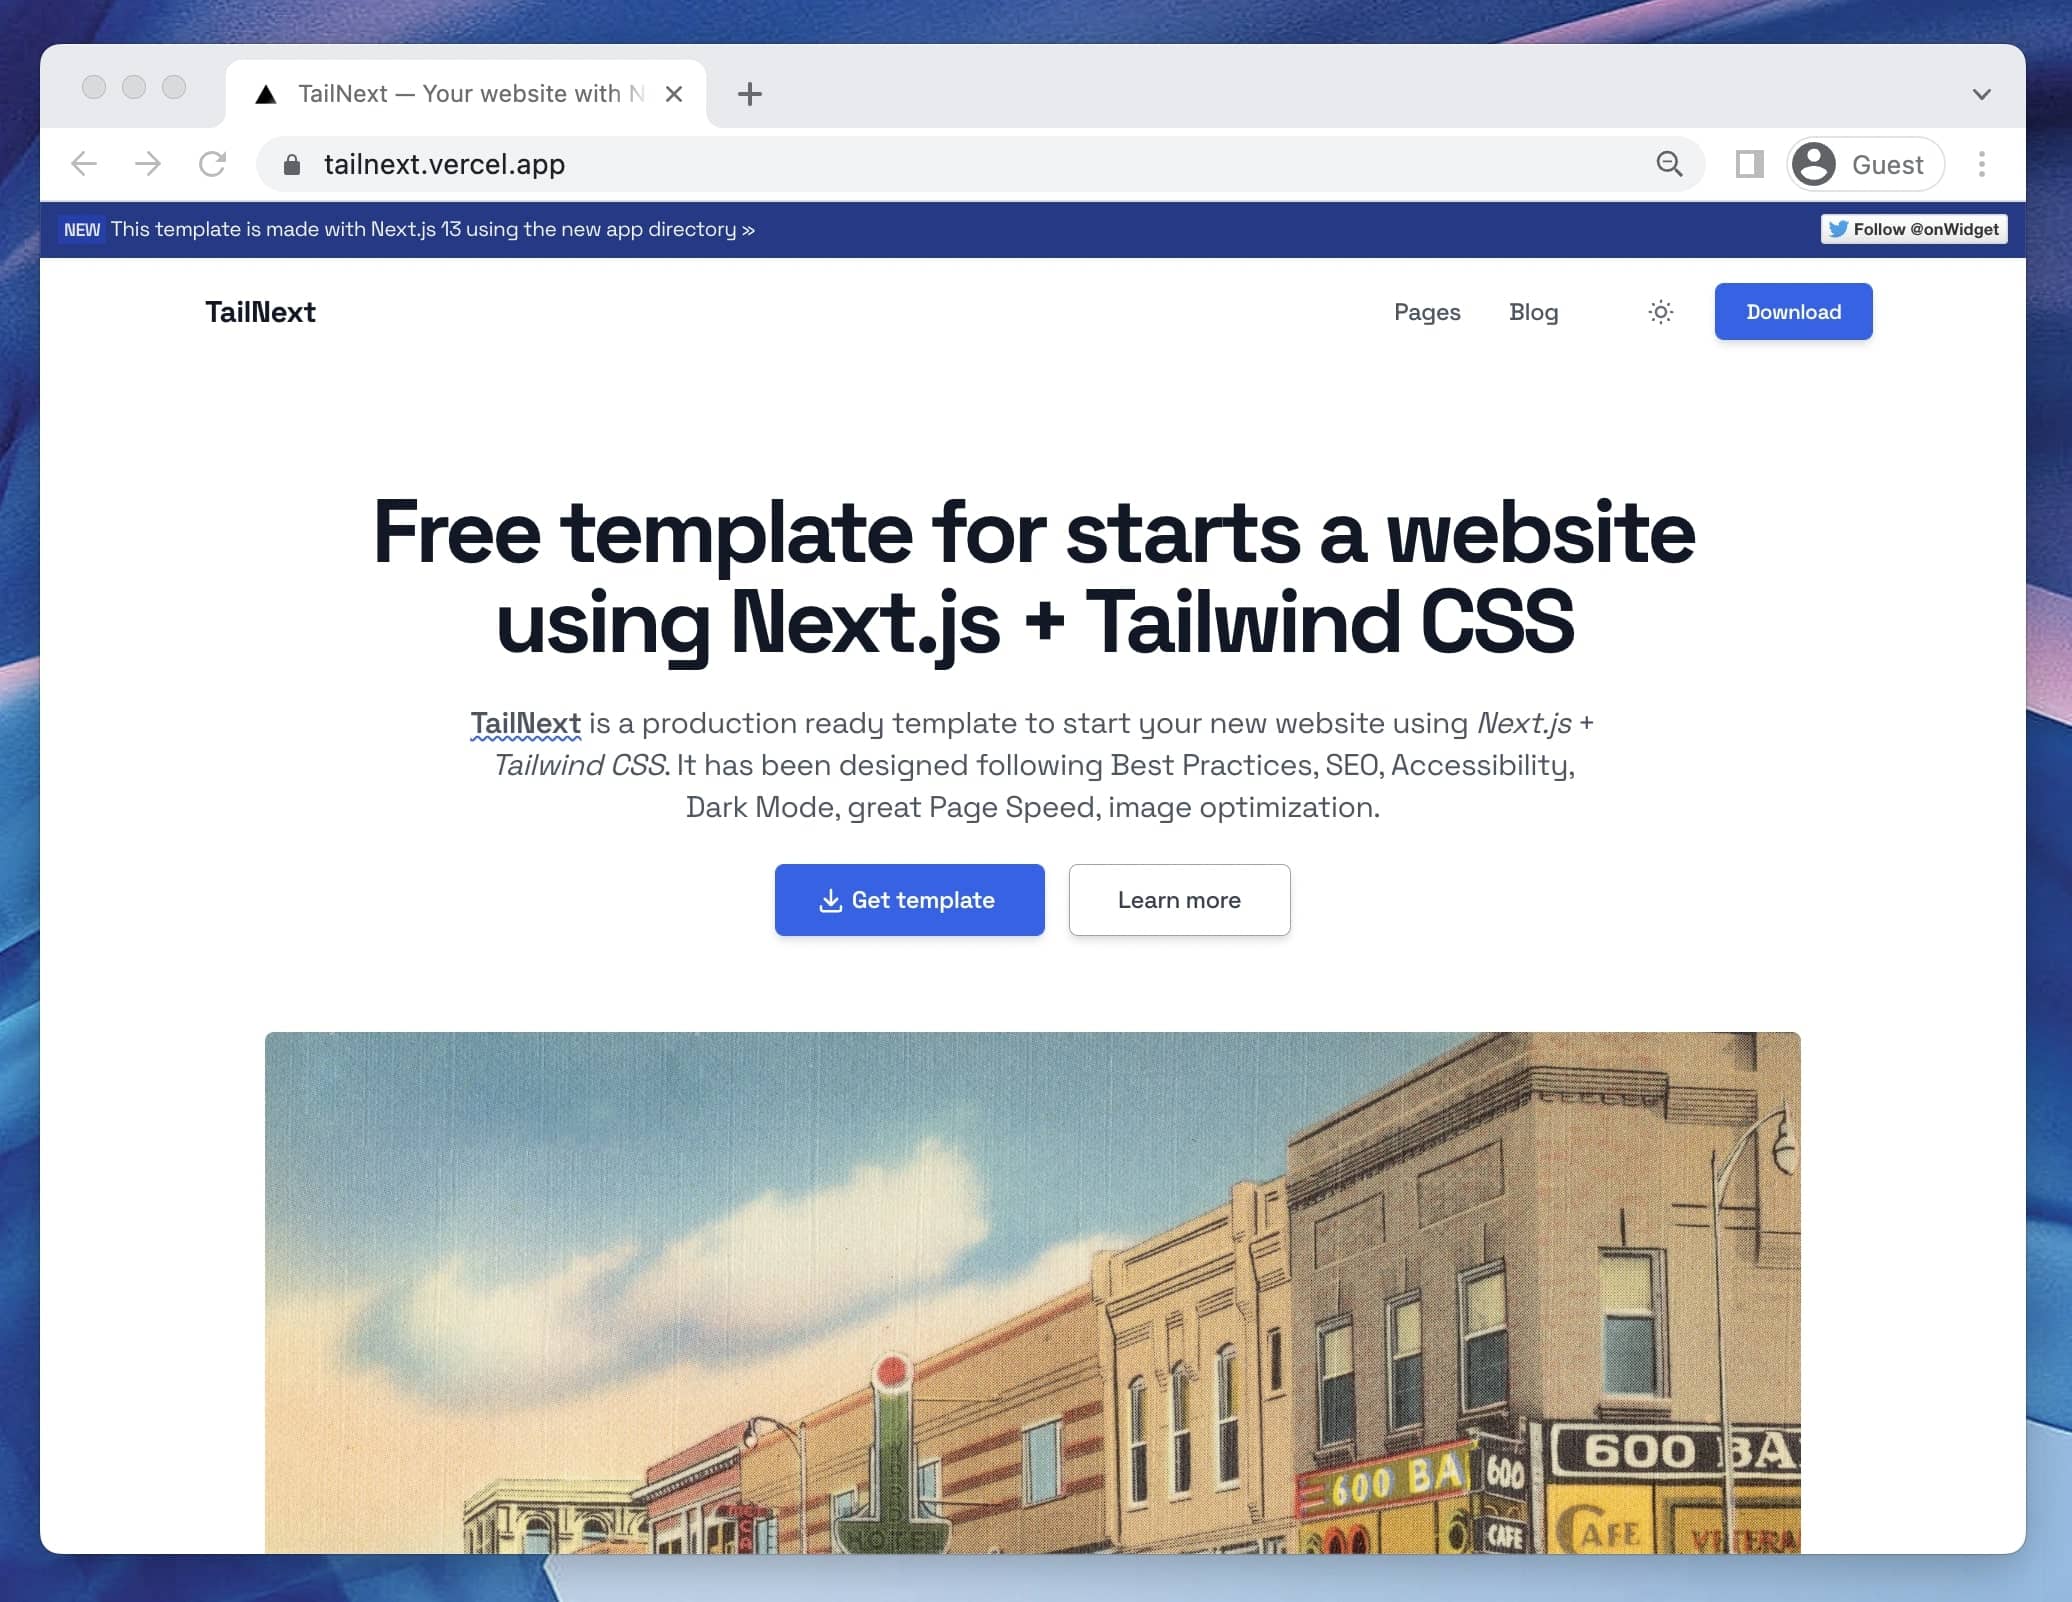 TailNext — Your website with N
tailnext.vercel.app
Guest
NEW This template is made with Next.js 13 using the new app directory »
Follow @onWidget
TailNext
Pages
Blog
Download
Free template for starts a website
using Next.js + Tailwind CSS
TailNext is a production ready template to start your new website using Next.js +
Tailwind CSS. It has been designed following Best Practices, SEO, Accessibility,
Dark Mode, great Page Speed, image optimization.
Get template
Learn more
600 BA
600
600 BA
HOTEL
CAFE
CAFE
VETERA